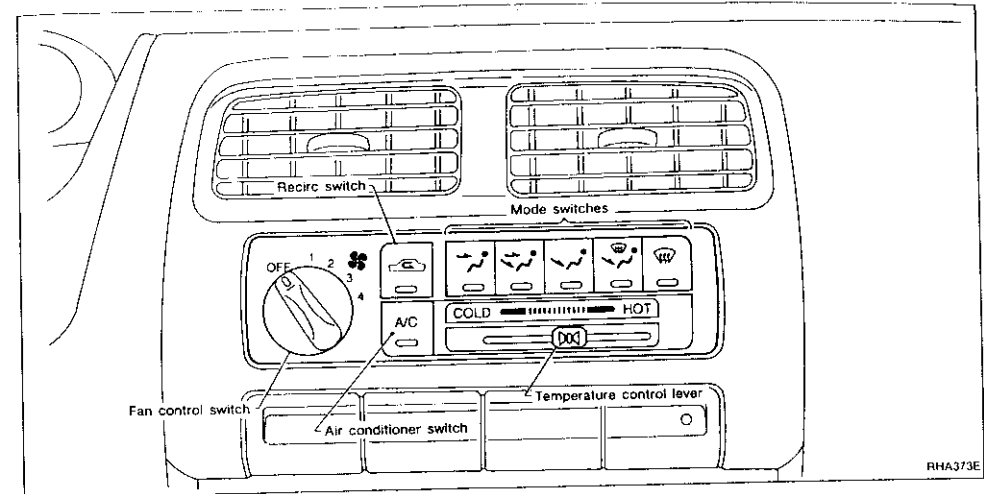 Recirc switch
Mode switches
OFF 1 2 3 4
A/C
COLD HOT
Temperature control lever
Fan control switch
Air conditioner switch
RHA373E